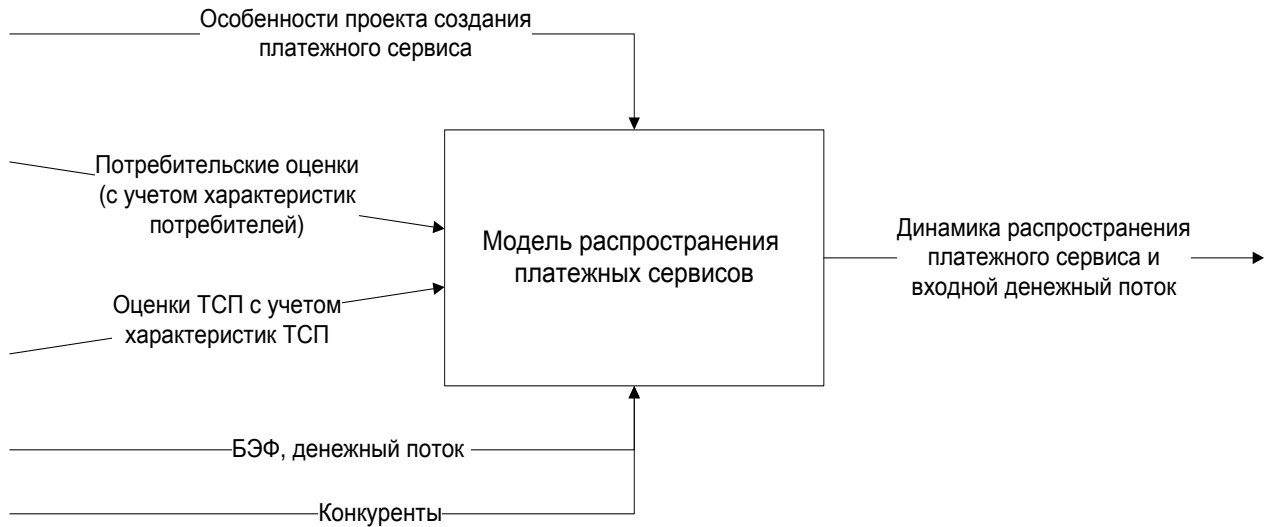 Особенности проекта создания
платежного сервиса
Потребительские оценки
(с учетом характеристик
потребителей)
Оценки ТСП с учетом
характеристик ТСП
БЭФ, денежный поток
Конкуренты
Модель распространения
платежных сервисов
Динамика распространения
платежного сервиса и
входной денежный поток